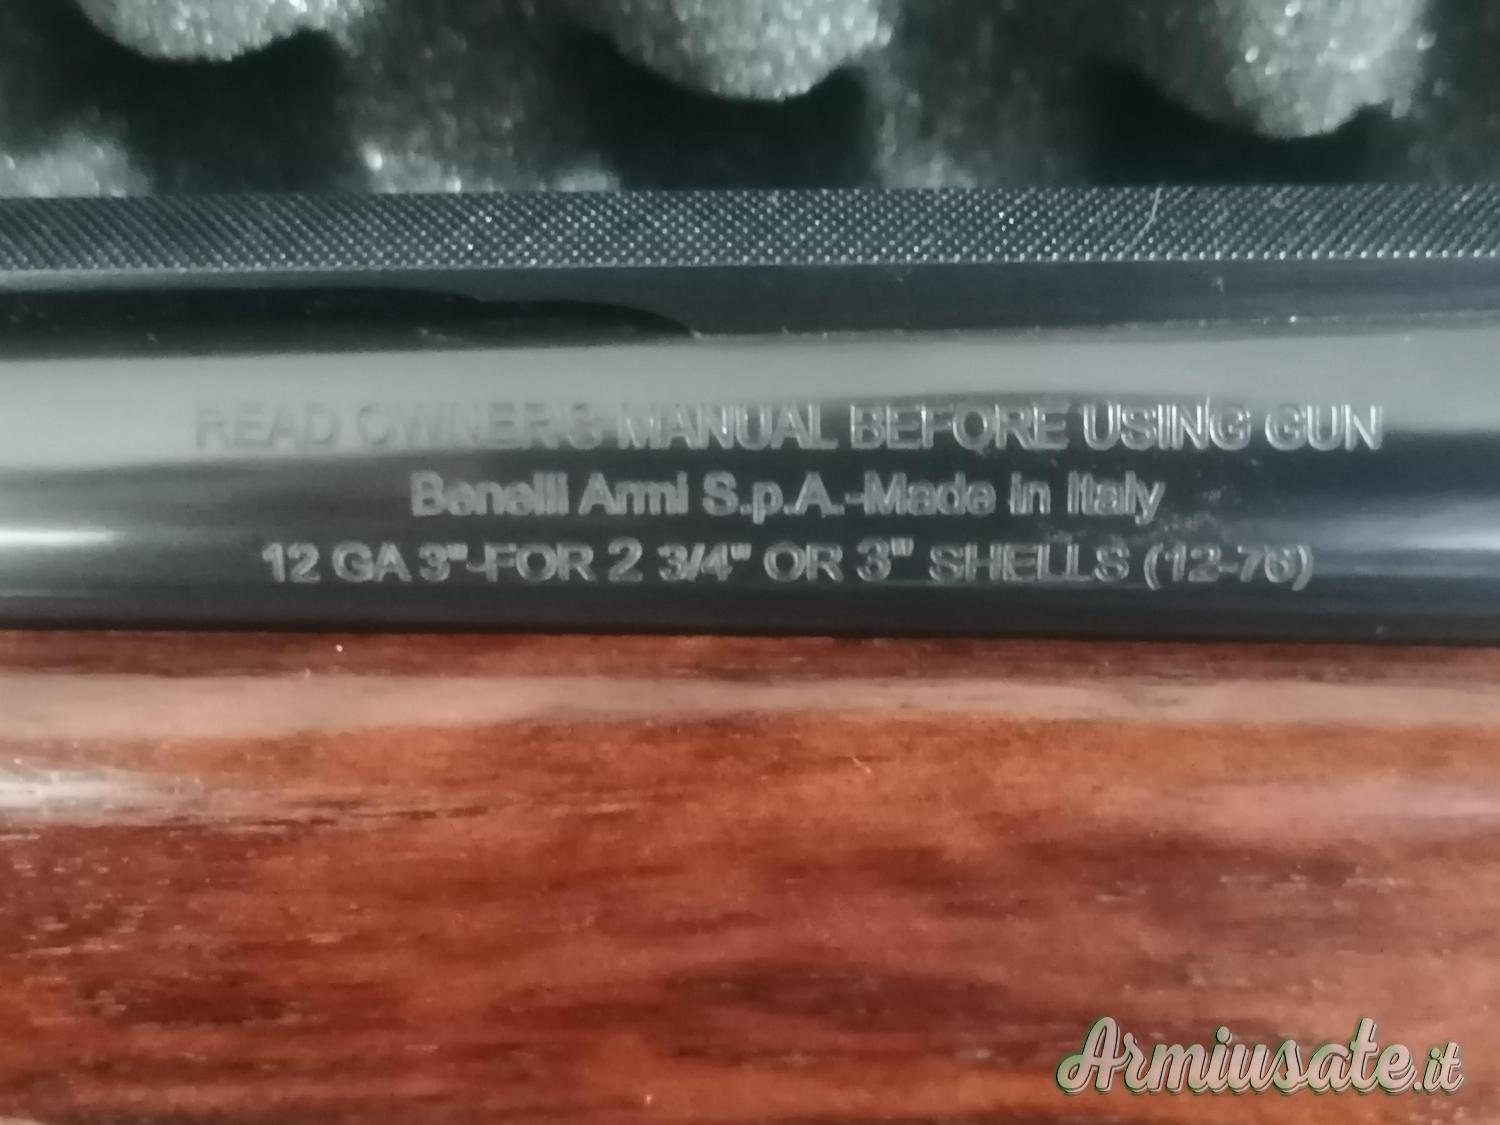 READ OWNER'S MANUAL BEFORE USING GUN
Benelli Armi S.p.A.-Made in Italy
12 GA 3"-FOR 2 3/4" OR 3" SHELLS (12-76)
Armiusate.it